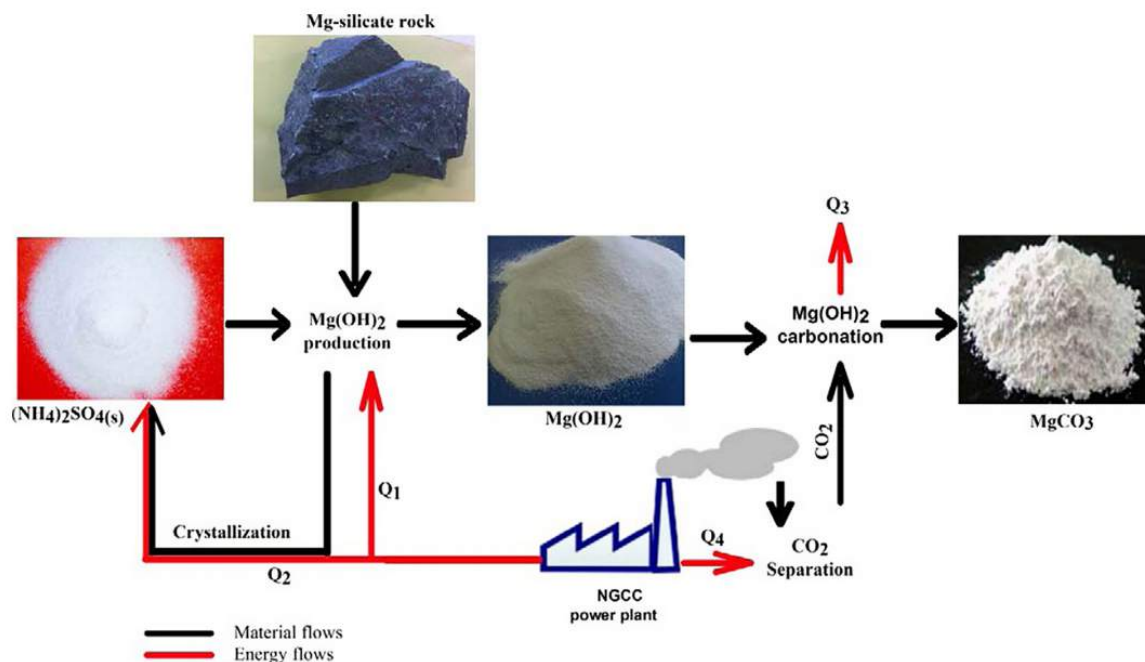 Mg-silicate rock
Q3
Mg(OH)2
production
Mg(OH)2
carbonation
(NH4)2SO4(s)
Mg(OH)2
MgCO3
CO2
Q1
Crystallization
Q4
CO2
Separation
Q2
NGCC
power plant
Material flows
Energy flows